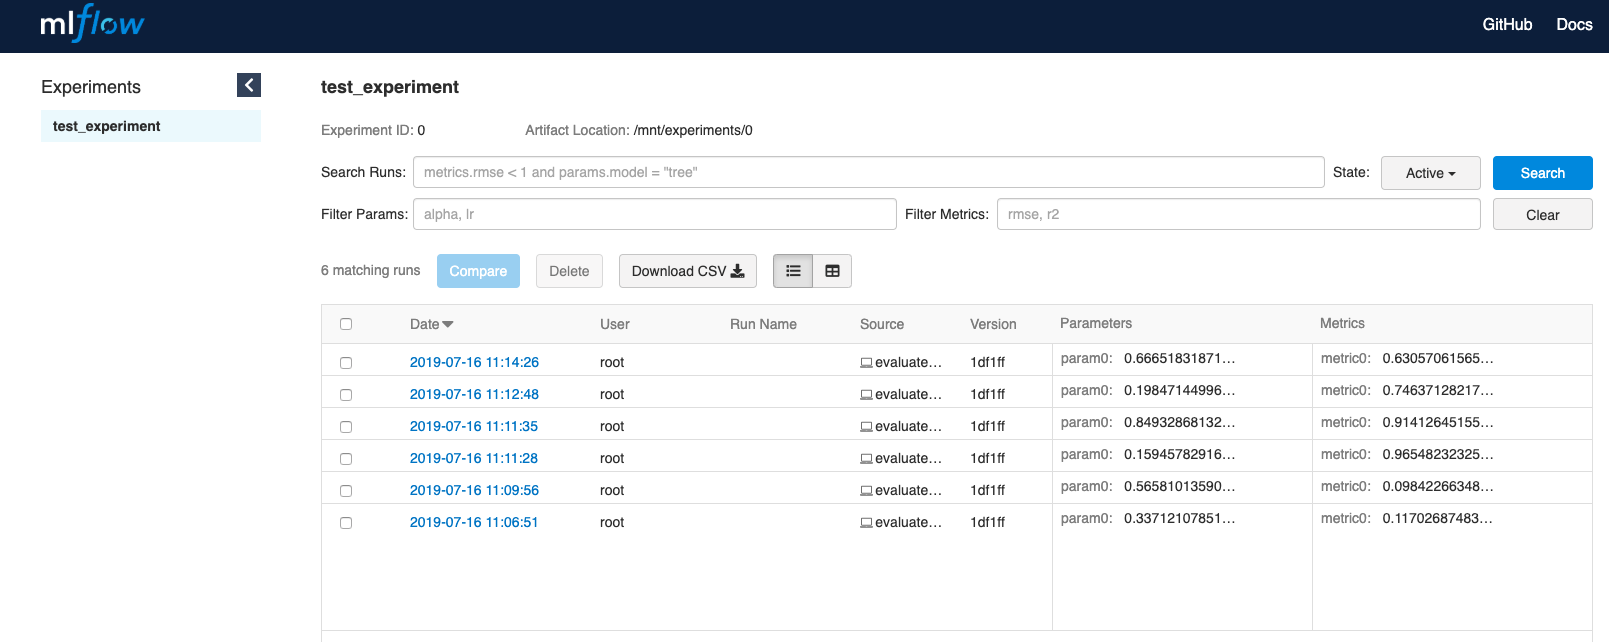 mlflow GitHub Docs
Experiments
test_experiment
test_experiment
Experiment ID: 0 Artifact Location: /mnt/experiments/0
Search Runs: metrics.rmse < 1 and params.model = "tree" State: Active Search
Filter Params: alpha, lr Filter Metrics: rmse, r2 Clear
6 matching runs Compare Delete Download CSV
Date User Run Name Source Version Parameters Metrics
2019-07-16 11:14:26 root evaluate... 1df1ff param0: 0.66651831871... metric0: 0.63057061565...
2019-07-16 11:12:48 root evaluate... 1df1ff param0: 0.19847144996... metric0: 0.74637128217...
2019-07-16 11:11:35 root evaluate... 1df1ff param0: 0.84932868132... metric0: 0.91412645155...
2019-07-16 11:11:28 root evaluate... 1df1ff param0: 0.15945782916... metric0: 0.96548232325...
2019-07-16 11:09:56 root evaluate... 1df1ff param0: 0.56581013590... metric0: 0.09842266348...
2019-07-16 11:06:51 root evaluate... 1df1ff param0: 0.33712107851... metric0: 0.11702687483...